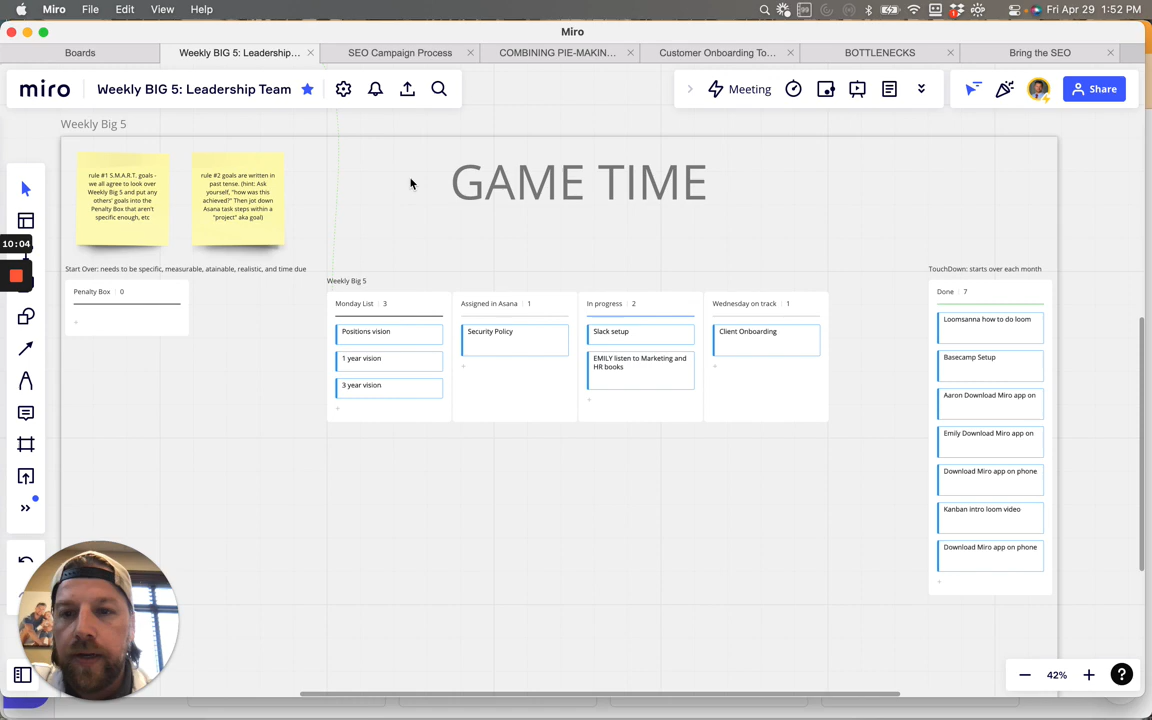 Miro File Edit View Help
99
Fri Apr 29 1:52 PM
Miro
Boards
Weekly BIG 5: Leadership...
SEO Campaign Process
COMBINING PIE-MAKIN...
Customer Onboarding To...
BOTTLENECKS
Bring the SEO
miro
Weekly BIG 5: Leadership Team
Meeting
Share
Weekly Big 5
rule #1 S.M.A.R.T. goals -
we all agree to look over
Weekly Big 5 and put any
others' goals into the
Penalty Box that aren't
specific enough, etc
rule #2 goals are written in
past tense. (hint: Ask
yourself, "how was this
achieved?" Then jot down
Asana task steps within a
"project" aka goal)
GAME TIME
10:04
Start Over: needs to be specific, measurable, atainable, realistic, and time due
Penalty Box 0
Weekly Big 5
Monday List 3
Positions vision
1 year vision
3 year vision
Assigned in Asana 1
Security Policy
In progress 2
Slack setup
EMILY listen to Marketing and
HR books
Wednesday on track 1
Client Onboarding
TouchDown: starts over each month
Done 7
Loomsanna how to do loom
Basecamp Setup
Aaron Download Miro app on
Emily Download Miro app on
Download Miro app on phone
Kanban intro loom video
Download Miro app on phone
42%